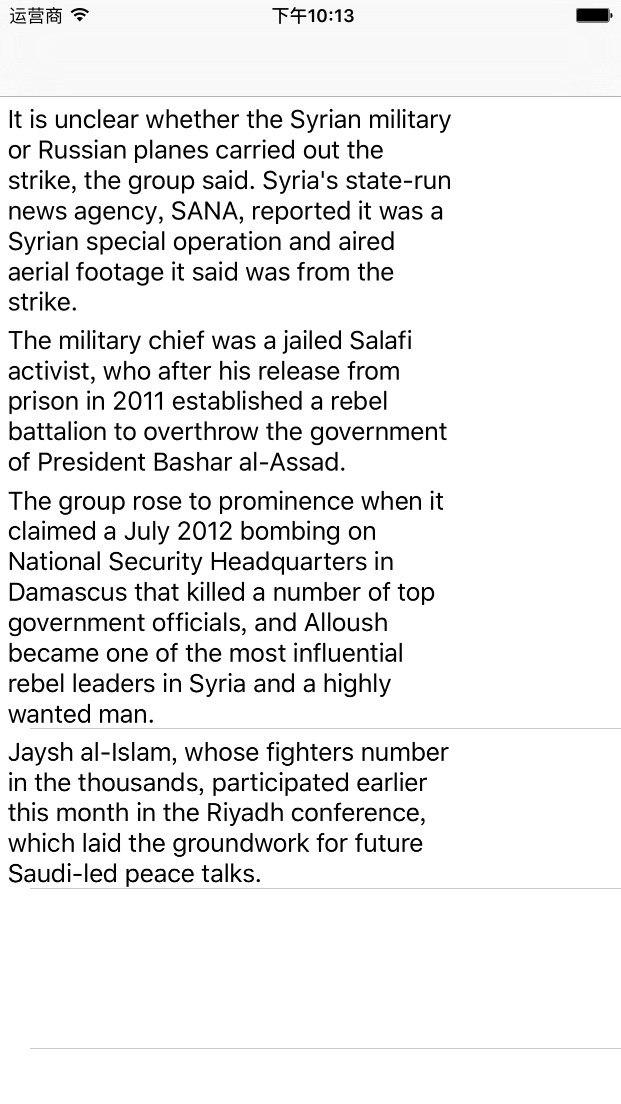 运营商 下午10:13
It is unclear whether the Syrian military
or Russian planes carried out the
strike, the group said. Syria's state-run
news agency, SANA, reported it was a
Syrian special operation and aired
aerial footage it said was from the
strike.
The military chief was a jailed Salafi
activist, who after his release from
prison in 2011 established a rebel
battalion to overthrow the government
of President Bashar al-Assad.
The group rose to prominence when it
claimed a July 2012 bombing on
National Security Headquarters in
Damascus that killed a number of top
government officials, and Alloush
became one of the most influential
rebel leaders in Syria and a highly
wanted man.
Jaysh al-Islam, whose fighters number
in the thousands, participated earlier
this month in the Riyadh conference,
which laid the groundwork for future
Saudi-led peace talks.